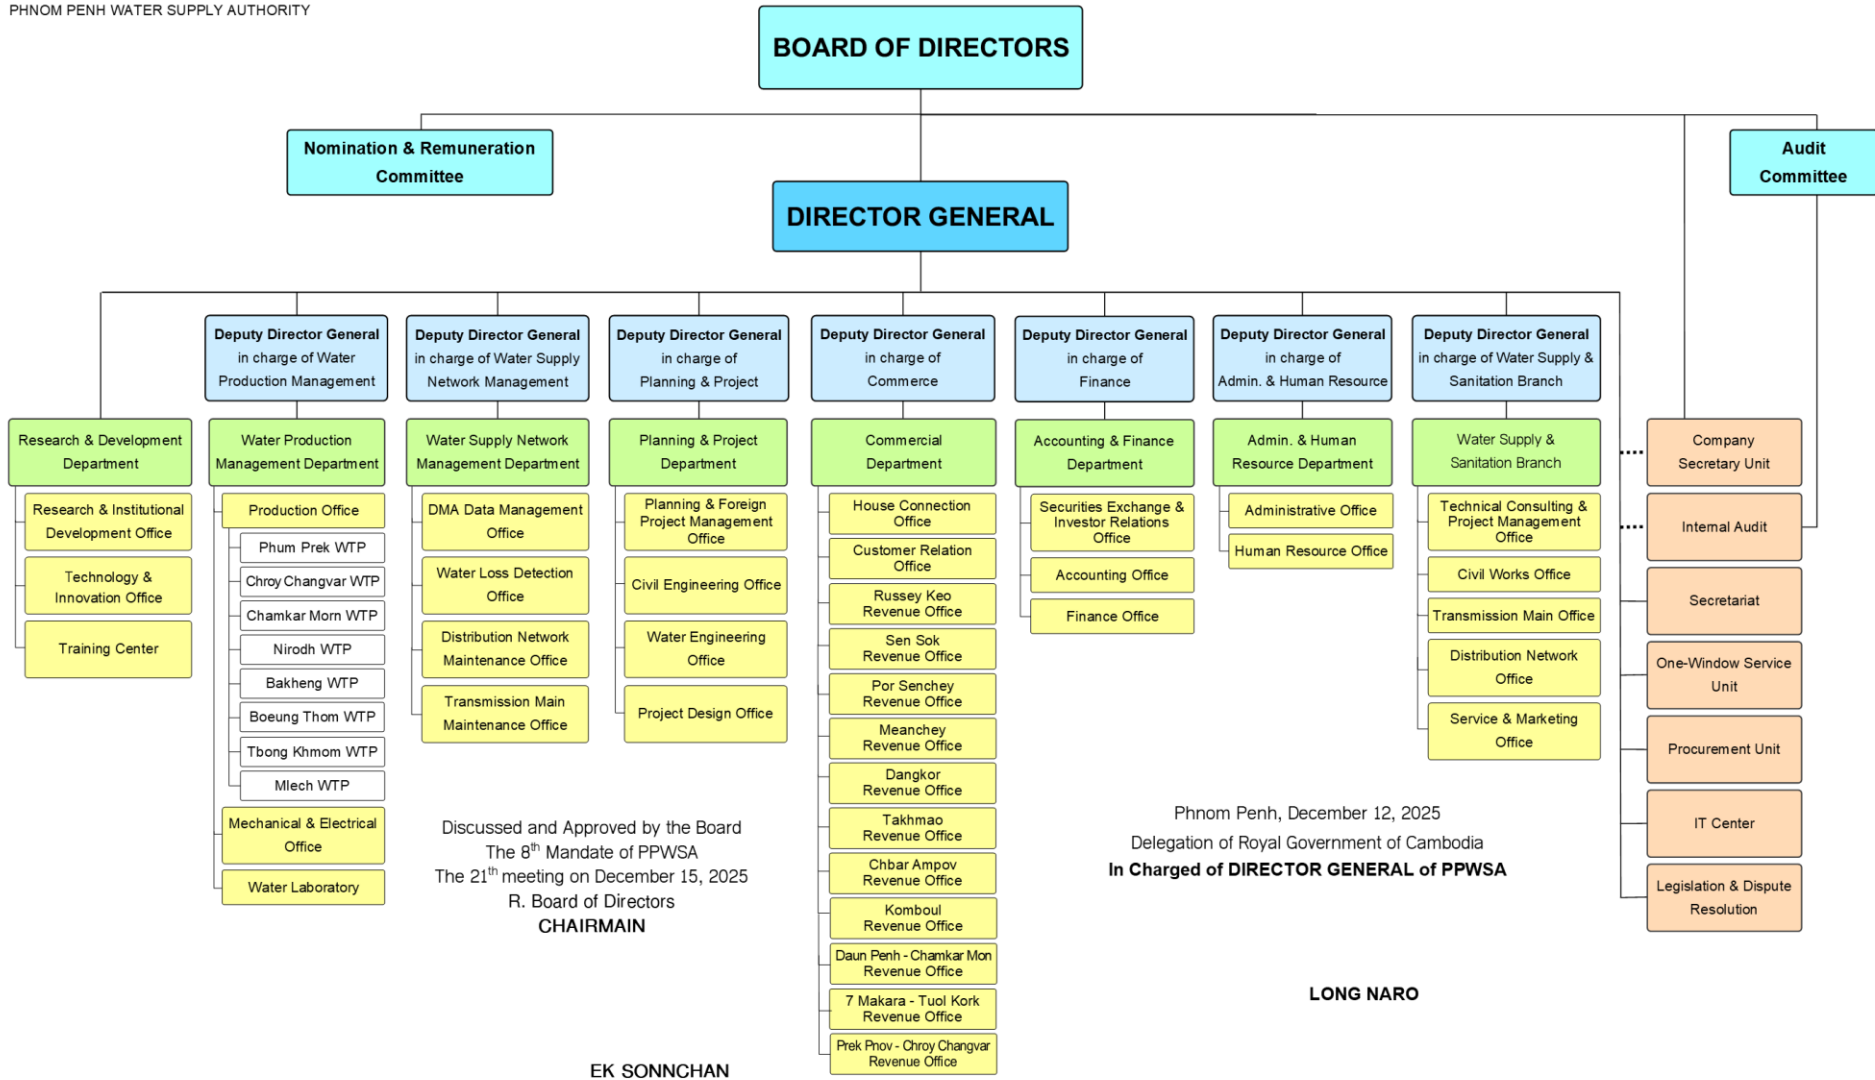 PHNOM PENH WATER SUPPLY AUTHORITY
BOARD OF DIRECTORS
Nomination & Remuneration
Committee
Audit
Committee
DIRECTOR GENERAL
Deputy Director General
in charge of Water
Production Management
Deputy Director General
in charge of Water Supply
Network Management
Deputy Director General
in charge of
Planning & Project
Deputy Director General
in charge of
Commerce
Deputy Director General
in charge of
Finance
Deputy Director General
in charge of
Admin. & Human Resource
Deputy Director General
in charge of Water Supply &
Sanitation Branch
Research & Development
Department
Research & Institutional
Development Office
Technology &
Innovation Office
Training Center
Water Production
Management Department
Production Office
Phum Prek WTP
Chroy Changvar WTP
Chamkar Morn WTP
Nirodh WTP
Bakheng WTP
Boeung Thom WTP
Tbong Khmom WTP
Mlech WTP
Mechanical & Electrical
Office
Water Laboratory
Water Supply Network
Management Department
DMA Data Management
Office
Water Loss Detection
Office
Distribution Network
Maintenance Office
Transmission Main
Maintenance Office
Planning & Project
Department
Planning & Foreign
Project Management
Office
Civil Engineering Office
Water Engineering
Office
Project Design Office
Commercial
Department
House Connection
Office
Customer Relation
Office
Russey Keo
Revenue Office
Sen Sok
Revenue Office
Por Senchey
Revenue Office
Meanchey
Revenue Office
Dangkor
Revenue Office
Takhmao
Revenue Office
Chbar Ampov
Revenue Office
Komboul
Revenue Office
Daun Penh - Chamkar Mon
Revenue Office
7 Makara - Tuol Kork
Revenue Office
Prek Pnov - Chroy Changvar
Revenue Office
Accounting & Finance
Department
Securities Exchange &
Investor Relations
Office
Accounting Office
Finance Office
Admin. & Human
Resource Department
Administrative Office
Human Resource Office
Water Supply &
Sanitation Branch
Technical Consulting &
Project Management
Office
Civil Works Office
Transmission Main Office
Distribution Network
Office
Service & Marketing
Office
Company
Secretary Unit
Internal Audit
Secretariat
One-Window Service
Unit
Procurement Unit
IT Center
Legislation & Dispute
Resolution
Discussed and Approved by the Board
The 8th Mandate of PPWSA
The 21th meeting on December 15, 2025
R. Board of Directors
CHAIRMAIN
EK SONNCHAN
Phnom Penh, December 12, 2025
Delegation of Royal Government of Cambodia
In Charged of DIRECTOR GENERAL of PPWSA
LONG NARO